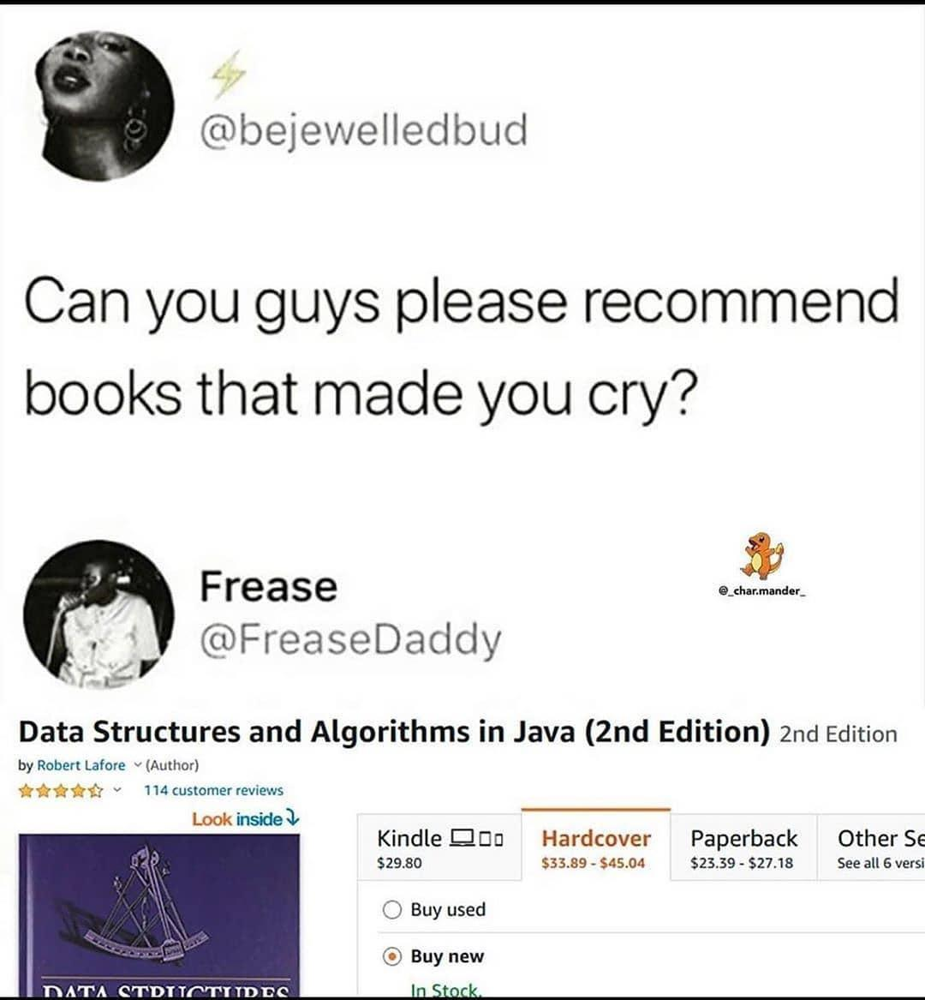 @bejewelledbud
Can you guys please recommend
books that made you cry?
@_char.mander_
Frease
@FreaseDaddy
Data Structures and Algorithms in Java (2nd Edition) 2nd Edition
by Robert Lafore (Author)
114 customer reviews
Look inside
Kindle
$29.80
Hardcover
$33.89 - $45.04
Paperback
$23.39 - $27.18
Other Se
See all 6 versi
Buy used
Buy new
In Stock.
DATA STRUCTURES